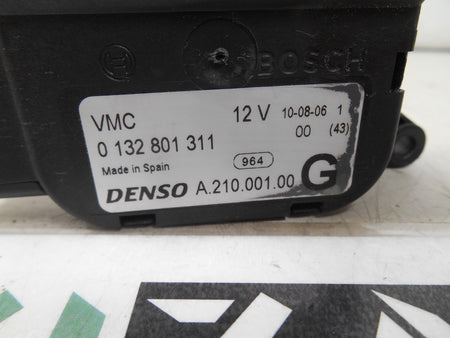 BOSCH
VMC 12 V 10-08-06 1
0 132 801 311 00 (43)
Made in Spain 964
DENSO A.210.001.00 G